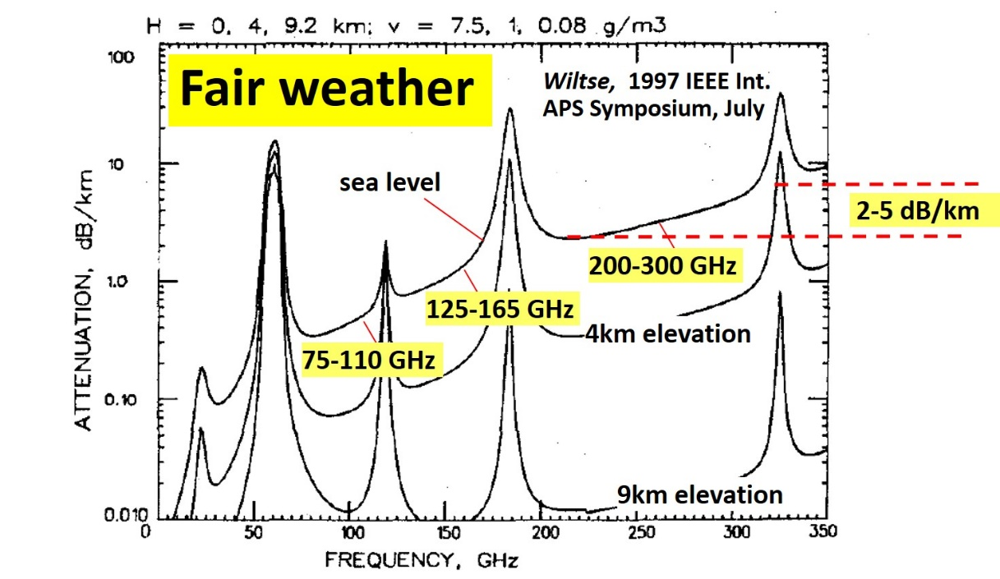 H = 0, 4, 9.2 km; v = 7.5, 1, 0.08 g/m3
100
Fair weather
Wiltse, 1997 IEEE Int.
APS Symposium, July
10
sea level
2-5 dB/km
200-300 GHz
1.0
125-165 GHz
4km elevation
75-110 GHz
0.10
9km elevation
0.010
ATTENUATION, dB/km
0 50 100 150 200 250 300 350
FREQUENCY, GHz